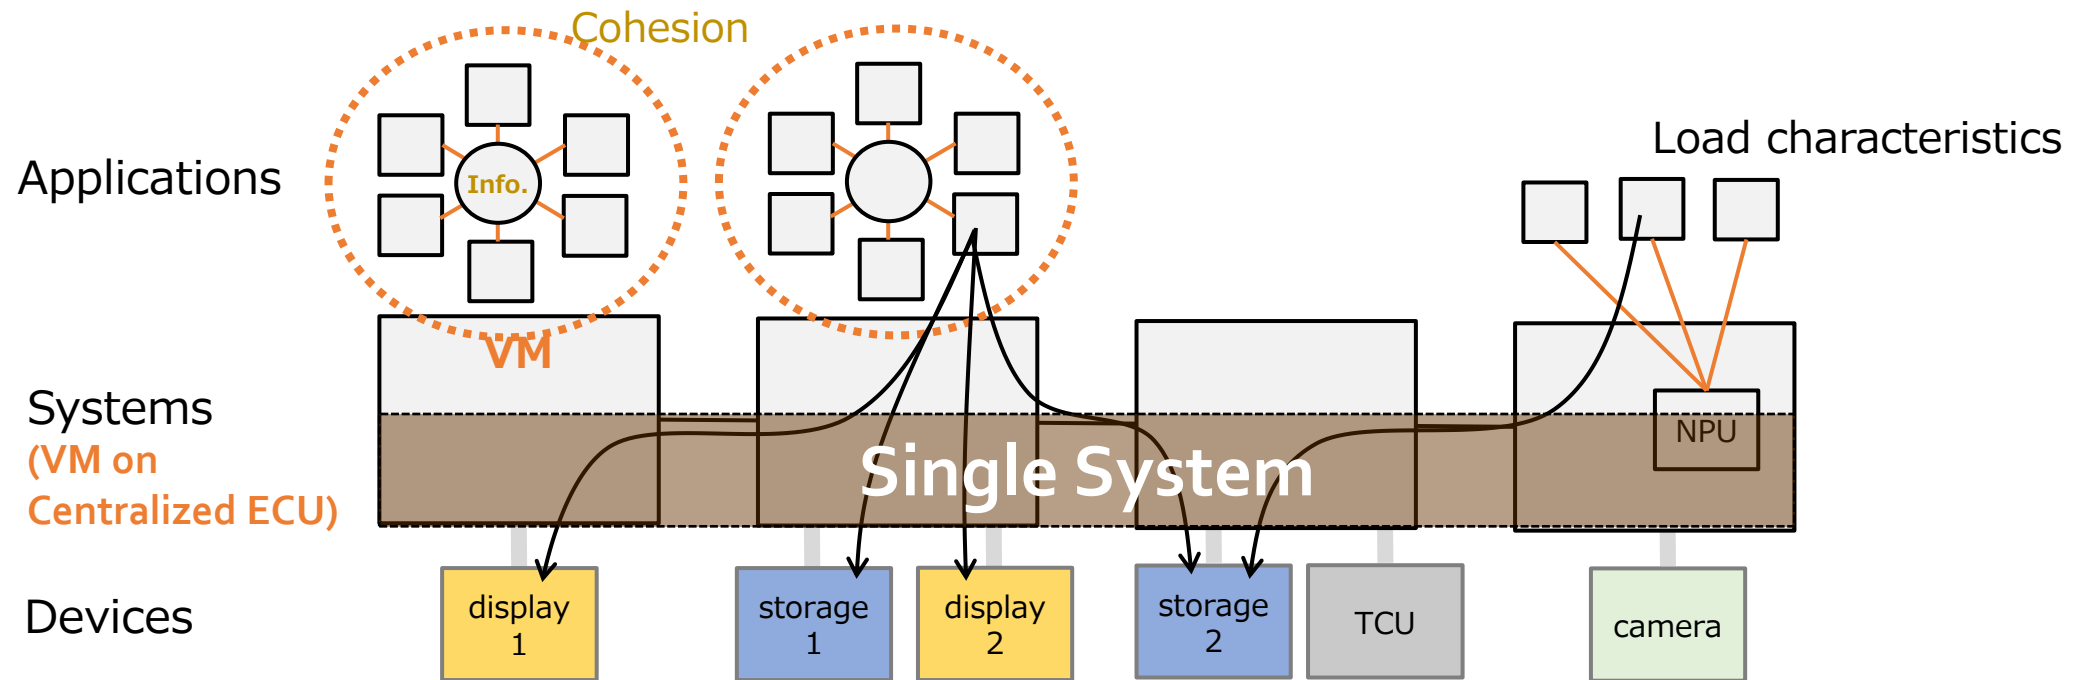 Cohesion
Load characteristics
Applications
Info.
VM
Systems
(VM on
Centralized ECU)
NPU
Single System
Devices
display
1
storage
1
display
2
storage
2
TCU
camera